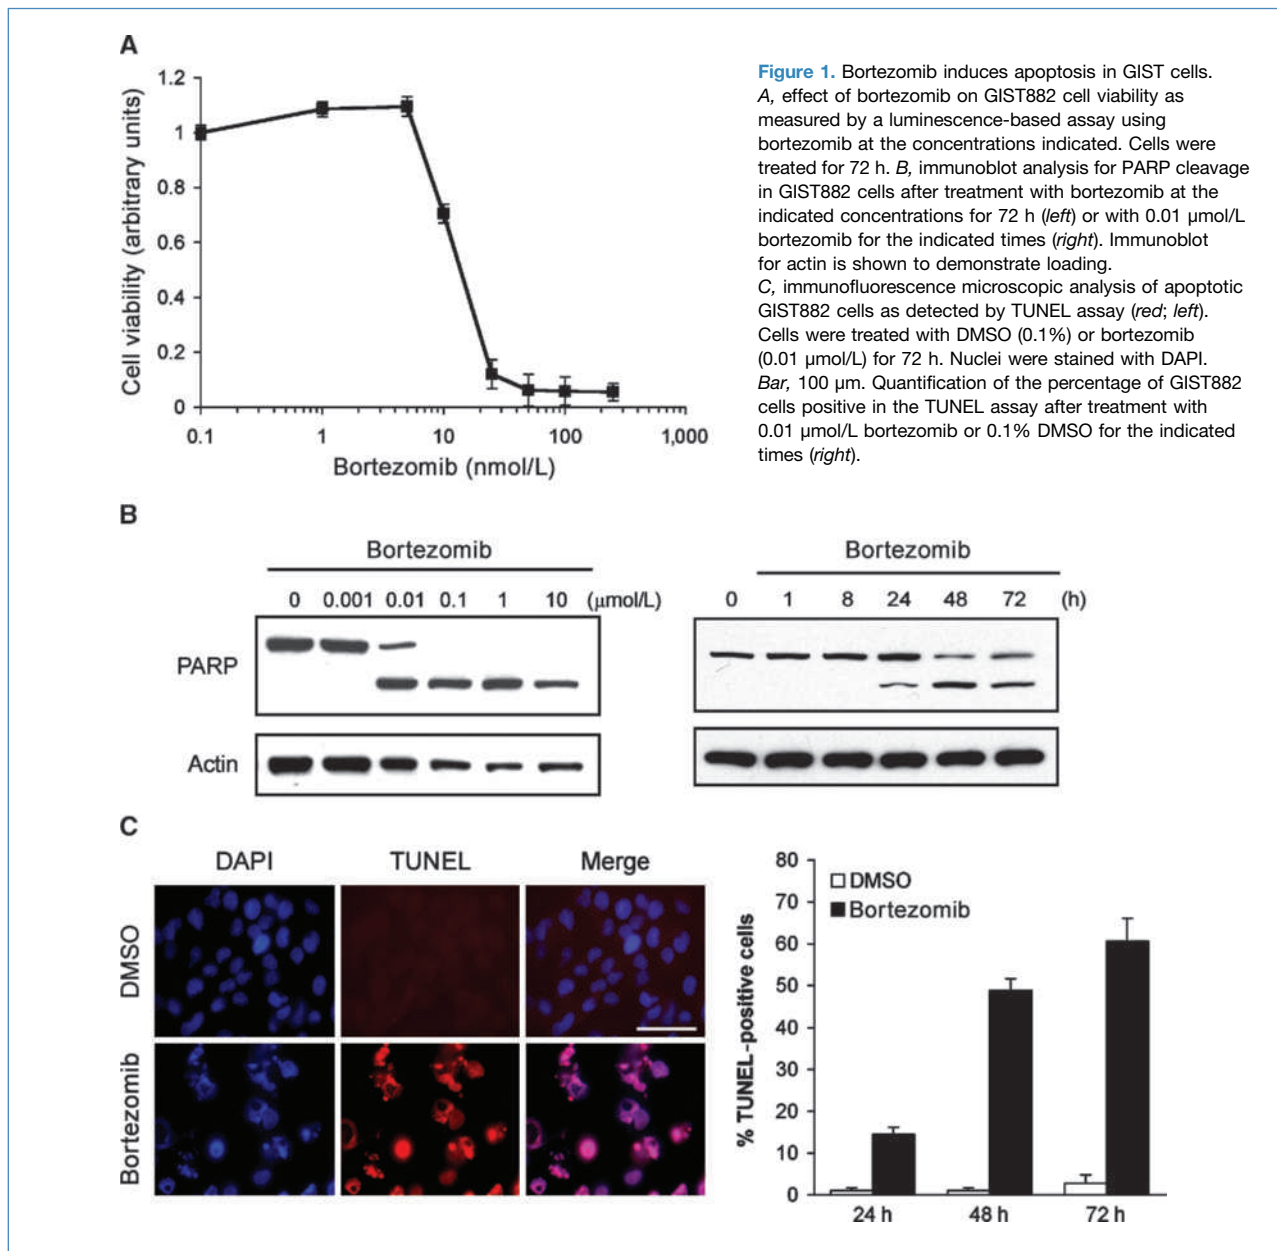 A
1.2
1
0.8
0.6
0.4
0.2
0
Cell viability (arbitrary units)
0.1 1 10 100 1,000
Bortezomib (nmol/L)
Figure 1. Bortezomib induces apoptosis in GIST cells.
A, effect of bortezomib on GIST882 cell viability as
measured by a luminescence-based assay using
bortezomib at the concentrations indicated. Cells were
treated for 72 h. B, immunoblot analysis for PARP cleavage
in GIST882 cells after treatment with bortezomib at the
indicated concentrations for 72 h (left) or with 0.01 μmol/L
bortezomib for the indicated times (right). Immunoblot
for actin is shown to demonstrate loading.
C, immunofluorescence microscopic analysis of apoptotic
GIST882 cells as detected by TUNEL assay (red; left).
Cells were treated with DMSO (0.1%) or bortezomib
(0.01 μmol/L) for 72 h. Nuclei were stained with DAPI.
Bar, 100 μm. Quantification of the percentage of GIST882
cells positive in the TUNEL assay after treatment with
0.01 μmol/L bortezomib or 0.1% DMSO for the indicated
times (right).
B
Bortezomib
0 0.001 0.01 0.1 1 10 (μmol/L)
PARP
Actin
Bortezomib
0 1 8 24 48 72 (h)
C
DAPI TUNEL Merge
DMSO
Bortezomib
80
70
60
50
40
30
20
10
0
% TUNEL-positive cells
DMSO
Bortezomib
24 h 48 h 72 h